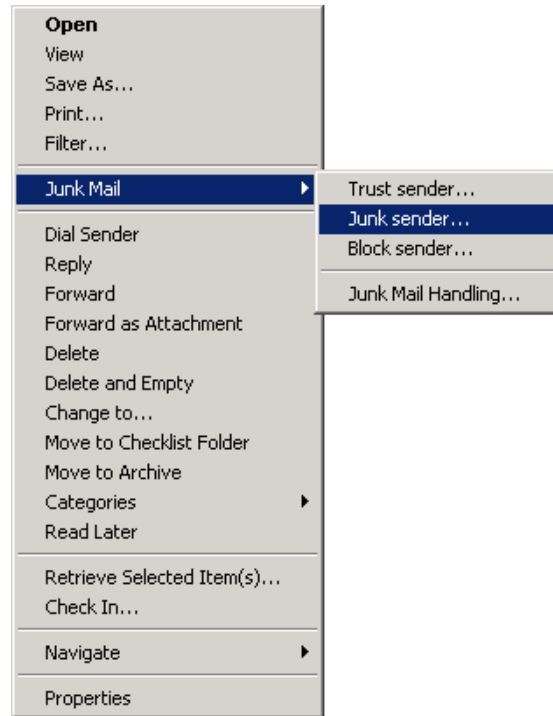 Open
View
Save As...
Print...
Filter...
Junk Mail
Trust sender...
Junk sender...
Block sender...
Junk Mail Handling...
Dial Sender
Reply
Forward
Forward as Attachment
Delete
Delete and Empty
Change to...
Move to Checklist Folder
Move to Archive
Categories
Read Later
Retrieve Selected Item(s)...
Check In...
Navigate
Properties